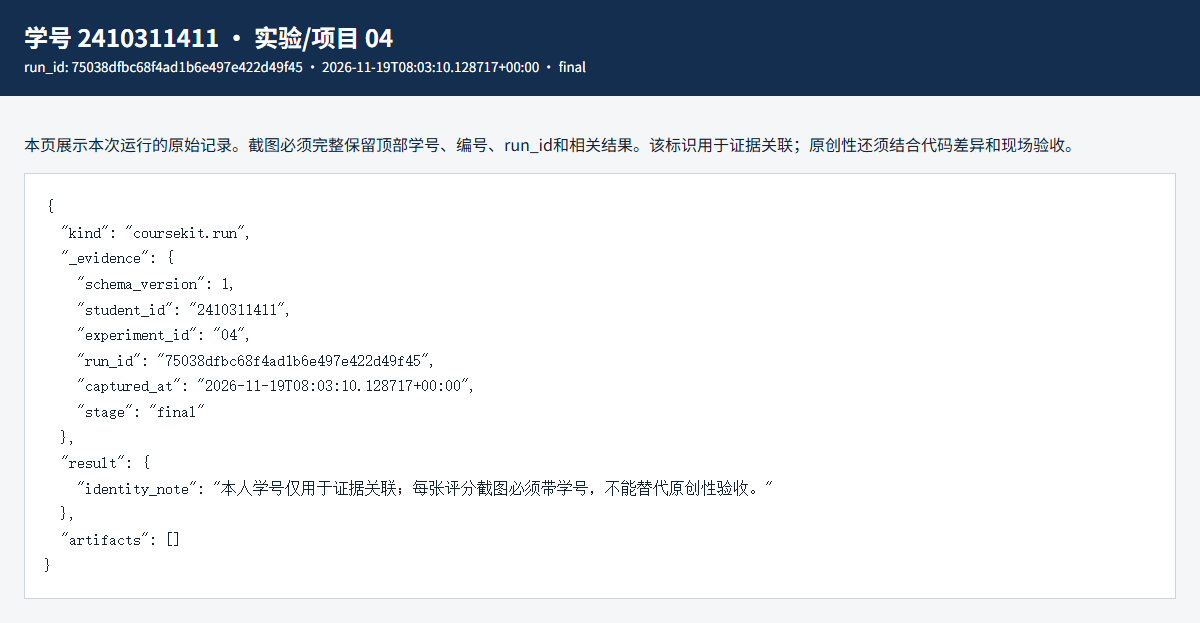 学号 2410311411 · 实验/项目 04
run_id: 75038dfbc68f4ad1b6e497e422d49f45 · 2026-11-19T08:03:10.128717+00:00 · final
本页展示本次运行的原始记录。截图必须完整保留顶部学号、编号、run_id和相关结果。该标识用于证据关联；原创性还须结合代码差异和现场验收。
{
  "kind": "coursekit.run",
  "_evidence": {
    "schema_version": 1,
    "student_id": "2410311411",
    "experiment_id": "04",
    "run_id": "75038dfbc68f4ad1b6e497e422d49f45",
    "captured_at": "2026-11-19T08:03:10.128717+00:00",
    "stage": "final"
  },
  "result": {
    "identity_note": "本人学号仅用于证据关联；每张评分截图必须带学号，不能替代原创性验收。"
  },
  "artifacts": []
}